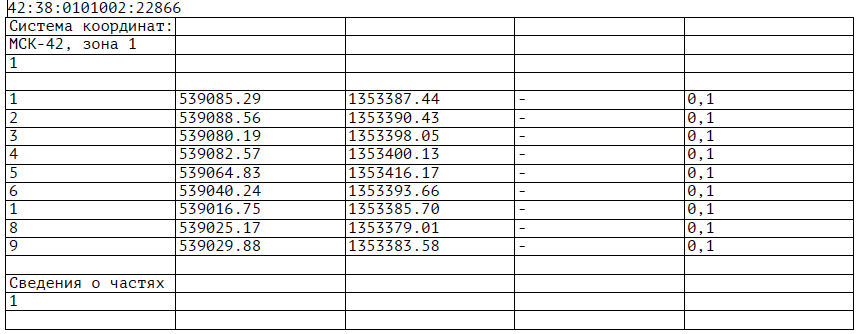 42:38:0101002:22866
Система координат:
МСК-42, зона 1
1
1 539085.29 1353387.44 - 0,1
2 539088.56 1353390.43 - 0,1
3 539080.19 1353398.05 - 0,1
4 539082.57 1353400.13 - 0,1
5 539064.83 1353416.17 - 0,1
6 539040.24 1353393.66 - 0,1
1 539016.75 1353385.70 - 0,1
8 539025.17 1353379.01 - 0,1
9 539029.88 1353383.58 - 0,1
Сведения о частях
1